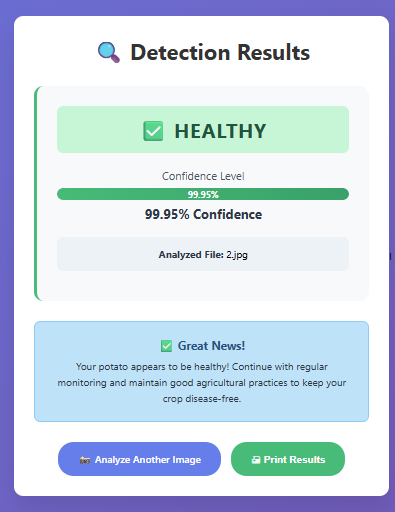 Detection Results
HEALTHY
Confidence Level
99.95%
99.95% Confidence
Analyzed File: 2.jpg
Great News!
Your potato appears to be healthy! Continue with regular
monitoring and maintain good agricultural practices to keep your
crop disease-free.
Analyze Another Image
Print Results